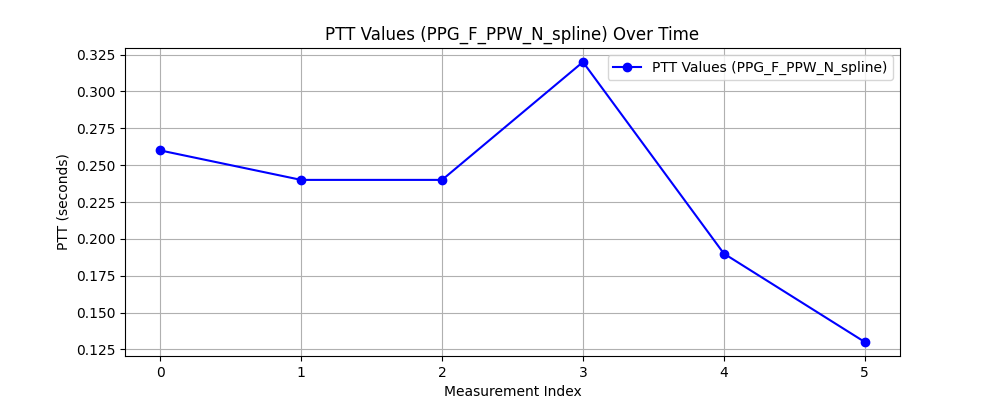 PTT Values (PPG_F_PPW_N_spline) Over Time
PTT Values (PPG_F_PPW_N_spline)
PTT (seconds)
0.325
0.300
0.275
0.250
0.225
0.200
0.175
0.150
0.125
0 1 2 3 4 5
Measurement Index